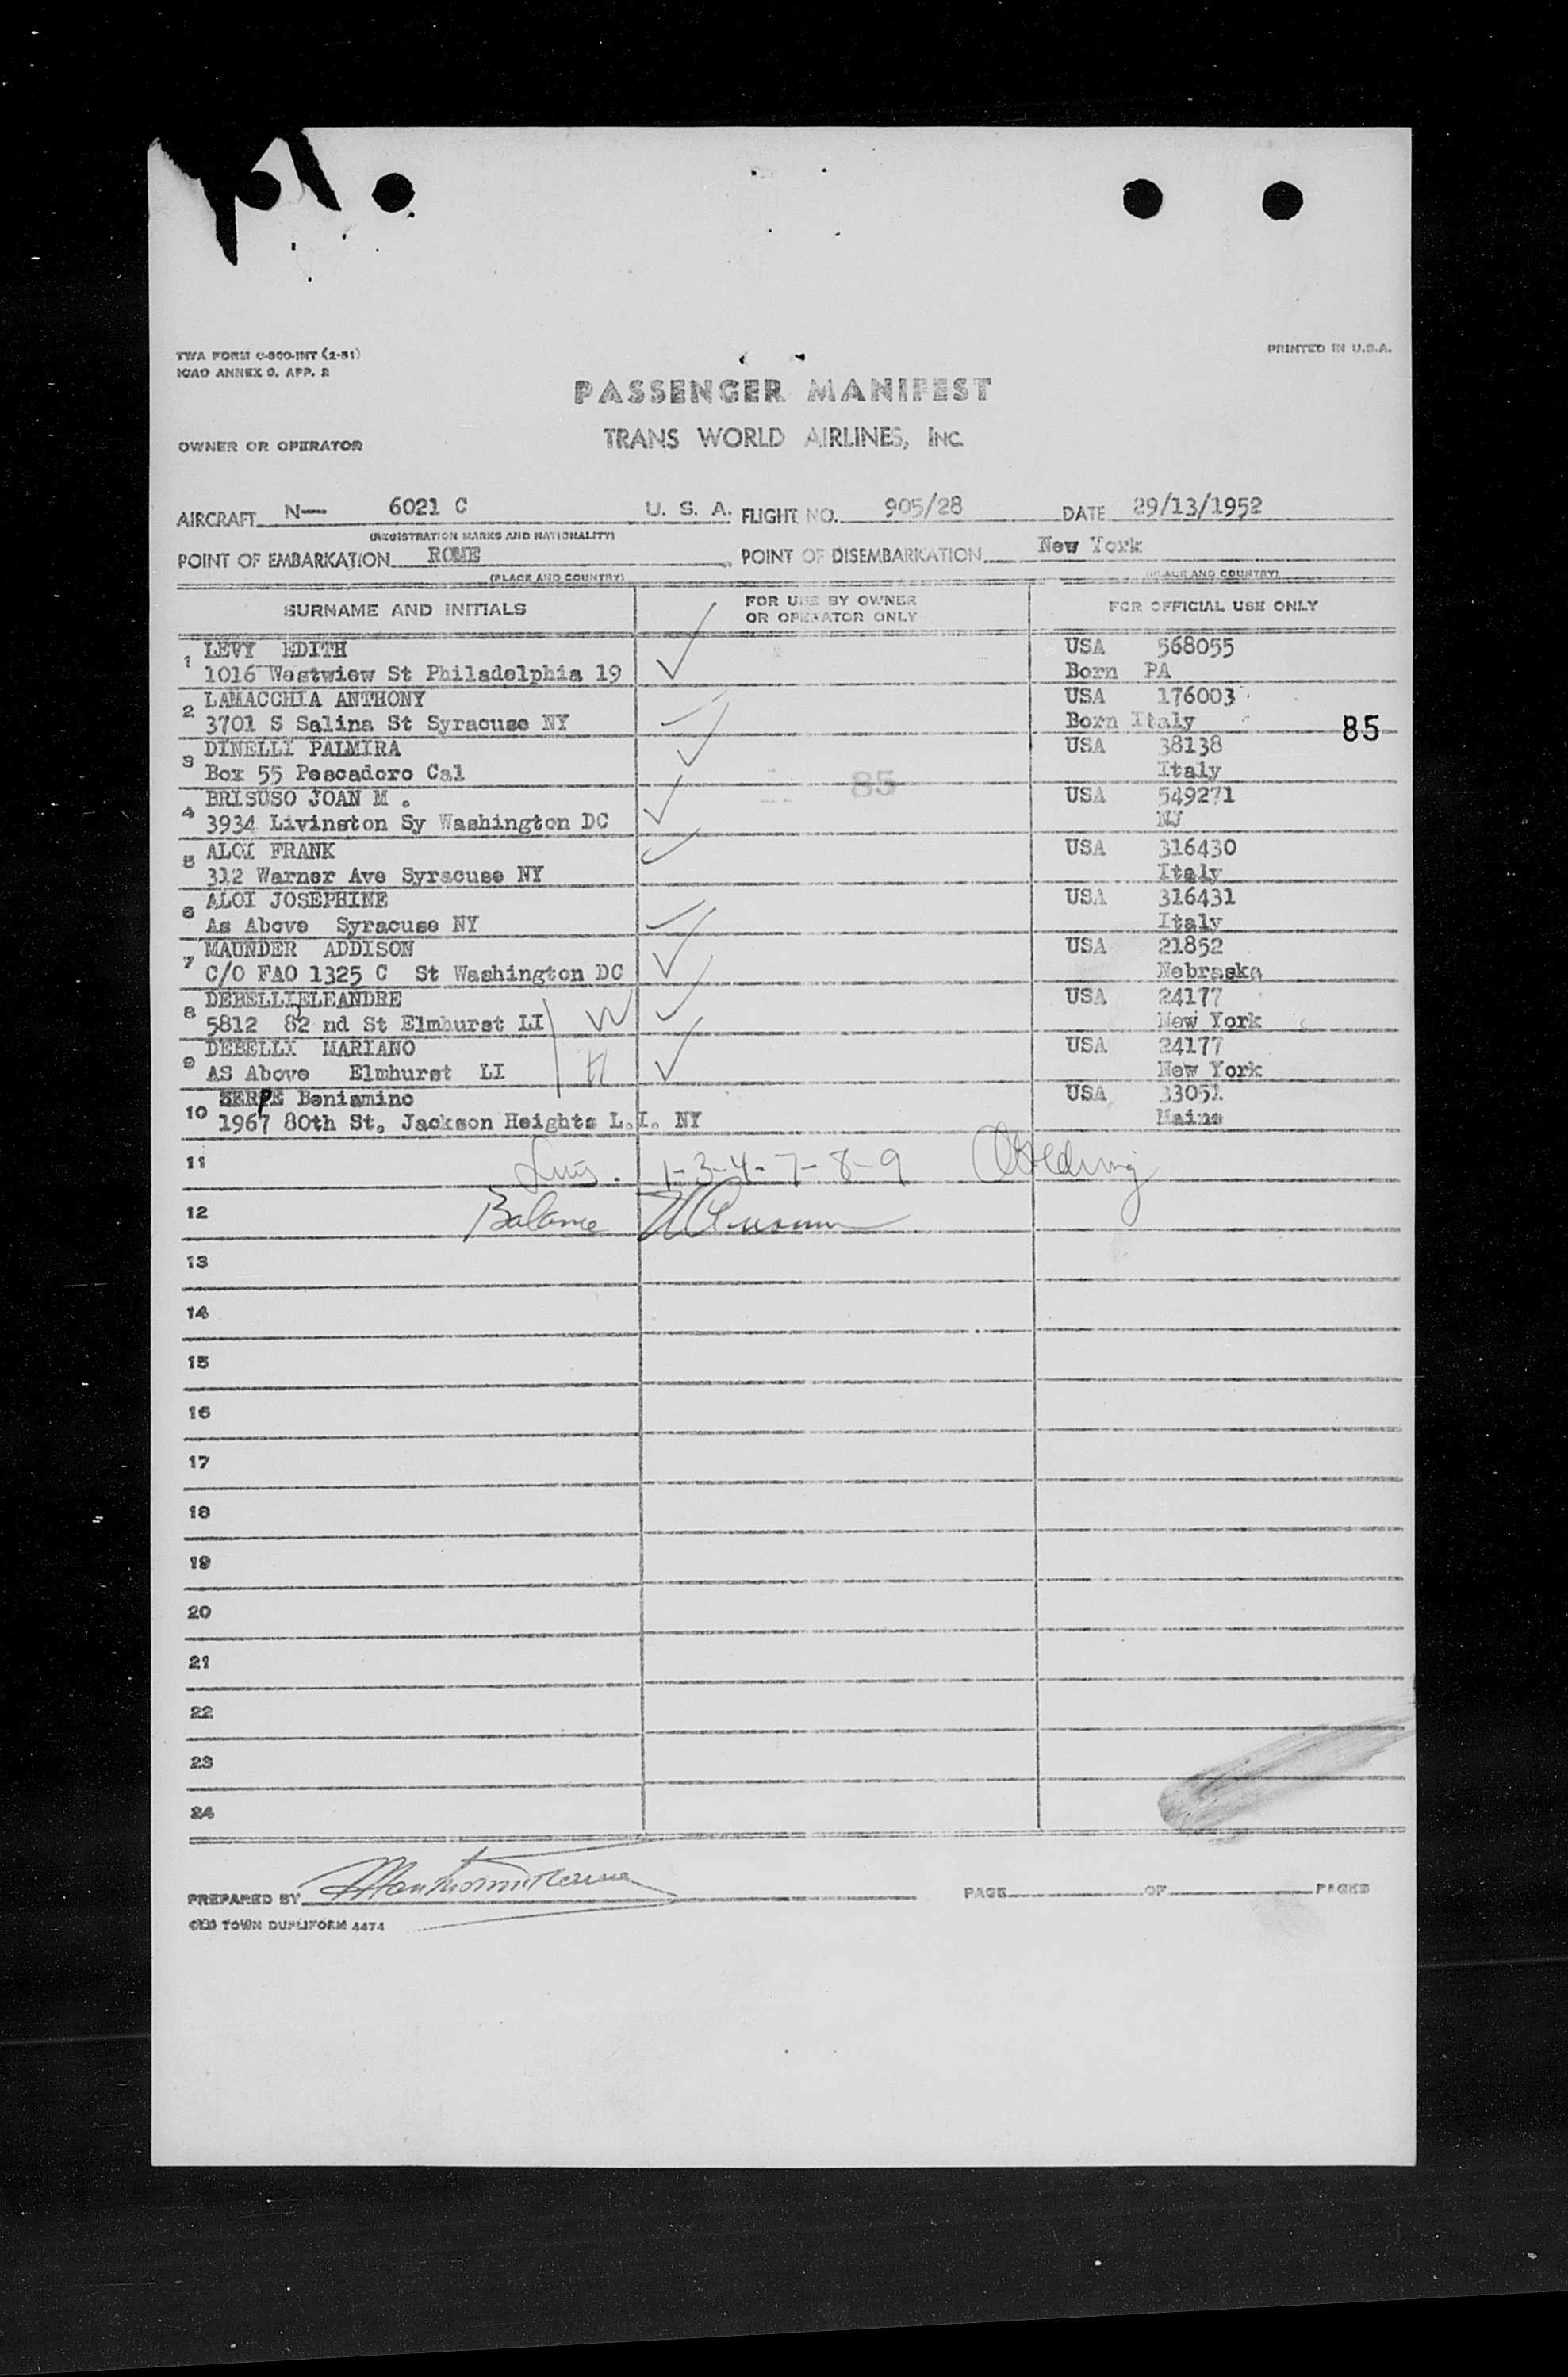 TWA FORM C-800-INT (2-51)
ICAO ANNEX 9, APP. 2
PRINTED IN U.S.A.
PASSENGER MANIFEST
OWNER OR OPERATOR
TRANS WORLD AIRLINES, INC.
AIRCRAFT N— 6021 C U. S. A. FLIGHT NO. 905/28 DATE 29/13/1952
(REGISTRATION MARKS AND NATIONALITY)
POINT OF EMBARKATION ROME POINT OF DISEMBARKATION New York
(PLACE AND COUNTRY) (PLACE AND COUNTRY)
SURNAME AND INITIALS FOR USE BY OWNER OR OPERATOR ONLY FOR OFFICIAL USE ONLY
1 LEVY EDITH USA 568055
1016 Westwiew St Philadelphia 19 Born PA
2 LAMACCHIA ANTHONY USA 176003
3701 S Salina St Syracuse NY Born Italy 85
3 DINELLI PALMIRA USA 38138
Box 55 Pescadoro Cal 85 Italy
4 BRISUSO JOAN M . USA 549271
3934 Livinston Sy Washington DC NJ
5 ALOI FRANK USA 316430
312 Warner Ave Syracuse NY Italy
6 ALOI JOSEPHINE USA 316431
As Above Syracuse NY Italy
7 MAUNDER ADDISON USA 21852
C/O FAO 1325 C St Washington DC Nebraska
8 DEBELLIELEANDRE USA 24177
5812 82 nd St Elmhurst LI W New York
9 DEBELLI MARIANO USA 24177
AS Above Elmhurst LI H New York
10 SERPE Beniamino USA 33051
1967 80th St. Jackson Heights L.I. NY Maine
11 1-3-4-7-8-9
12 Balance
13
14
15
16
17
18
19
20
21
22
23
24
PREPARED BY PAGE OF PAGES
OLD TOWN DUPLIFORM 4474